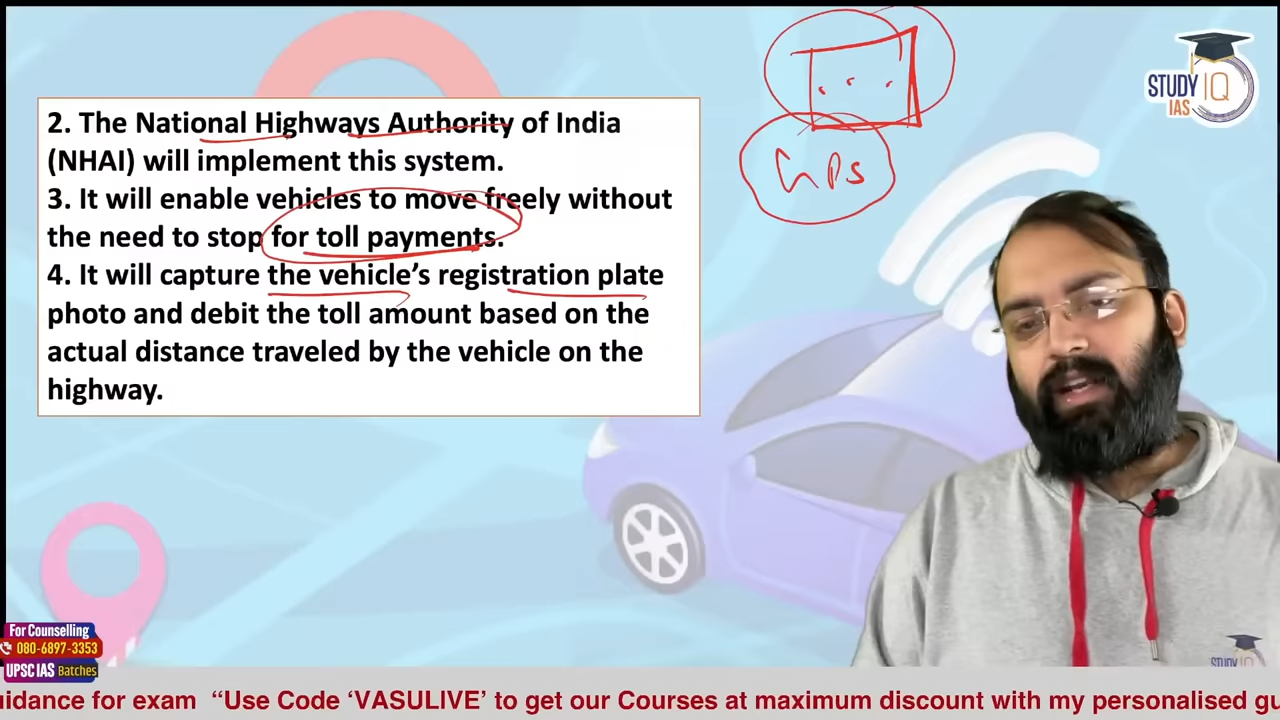 2. The National Highways Authority of India
(NHAI) will implement this system.
3. It will enable vehicles to move freely without
the need to stop for toll payments.
4. It will capture the vehicle’s registration plate
photo and debit the toll amount based on the
actual distance traveled by the vehicle on the
highway.
GPS
STUDY IQ
IAS
For Counselling
080-6897-3353
UPSC IAS Batches
STUDY IQ
uidance for exam “Use Code ‘VASULIVE’ to get our Courses at maximum discount with my personalised gu